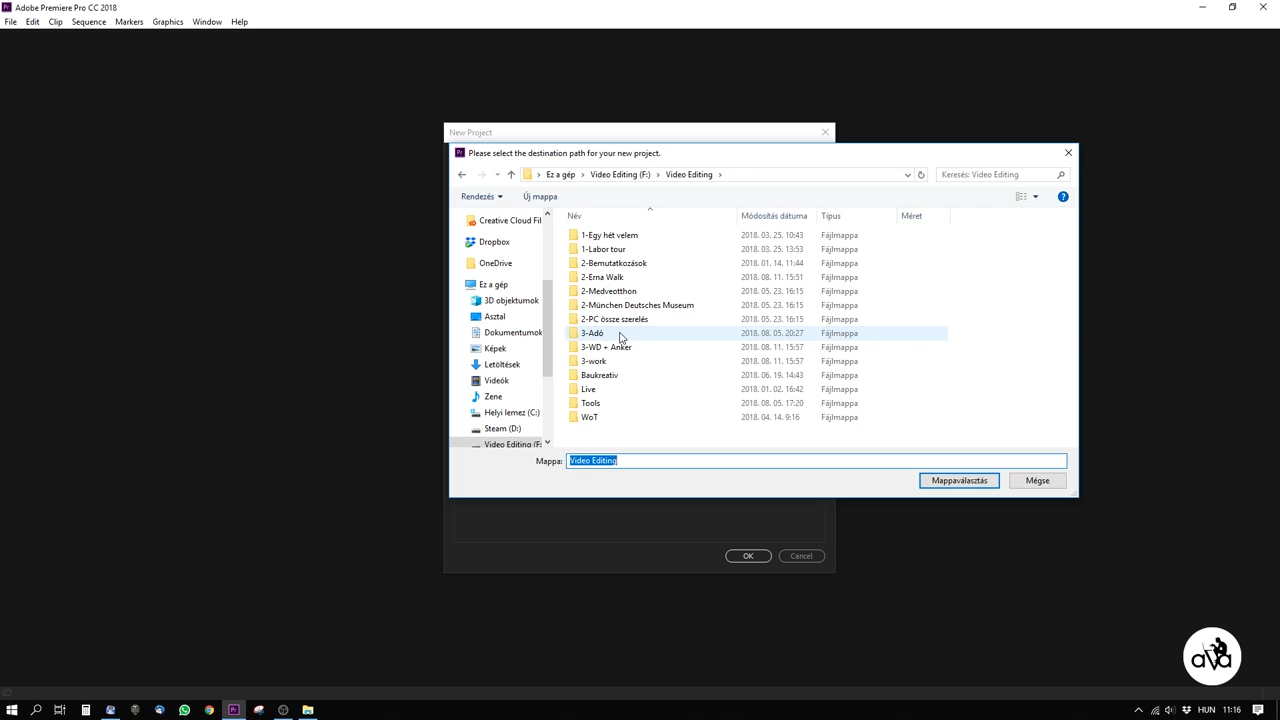 Adobe Premiere Pro CC 2018
File Edit Clip Sequence Markers Graphics Window Help
New Project
Please select the destination path for your new project.
Ez a gép Video Editing (F:) Video Editing
Keresés: Video Editing
Rendezés Új mappa
Név Módosítás dátuma Típus Méret
Creative Cloud Fil
Dropbox
OneDrive
Ez a gép
3D objektumok
Asztal
Dokumentumok
Képek
Letöltések
Videók
Zene
Helyi lemez (C:)
Steam (D:)
Video Editing (F:
1-Egy hét velem 2018. 03. 25. 10:43 Fájlmappa
1-Labor tour 2018. 03. 25. 13:53 Fájlmappa
2-Bemutatkozások 2018. 01. 14. 11:44 Fájlmappa
2-Erna Walk 2018. 08. 11. 15:51 Fájlmappa
2-Medveotthon 2018. 05. 23. 16:15 Fájlmappa
2-München Deutsches Museum 2018. 05. 23. 16:15 Fájlmappa
2-PC össze szerelés 2018. 05. 23. 16:15 Fájlmappa
3-Adó 2018. 08. 05. 20:27 Fájlmappa
3-WD + Anker 2018. 08. 11. 15:57 Fájlmappa
3-work 2018. 08. 11. 15:57 Fájlmappa
Baukreativ 2018. 06. 19. 14:43 Fájlmappa
Live 2018. 01. 02. 16:42 Fájlmappa
Tools 2018. 08. 05. 17:20 Fájlmappa
WoT 2018. 04. 14. 9:16 Fájlmappa
Mappa: Video Editing
Mappaválasztás Mégse
OK Cancel
ava
HUN 11:16